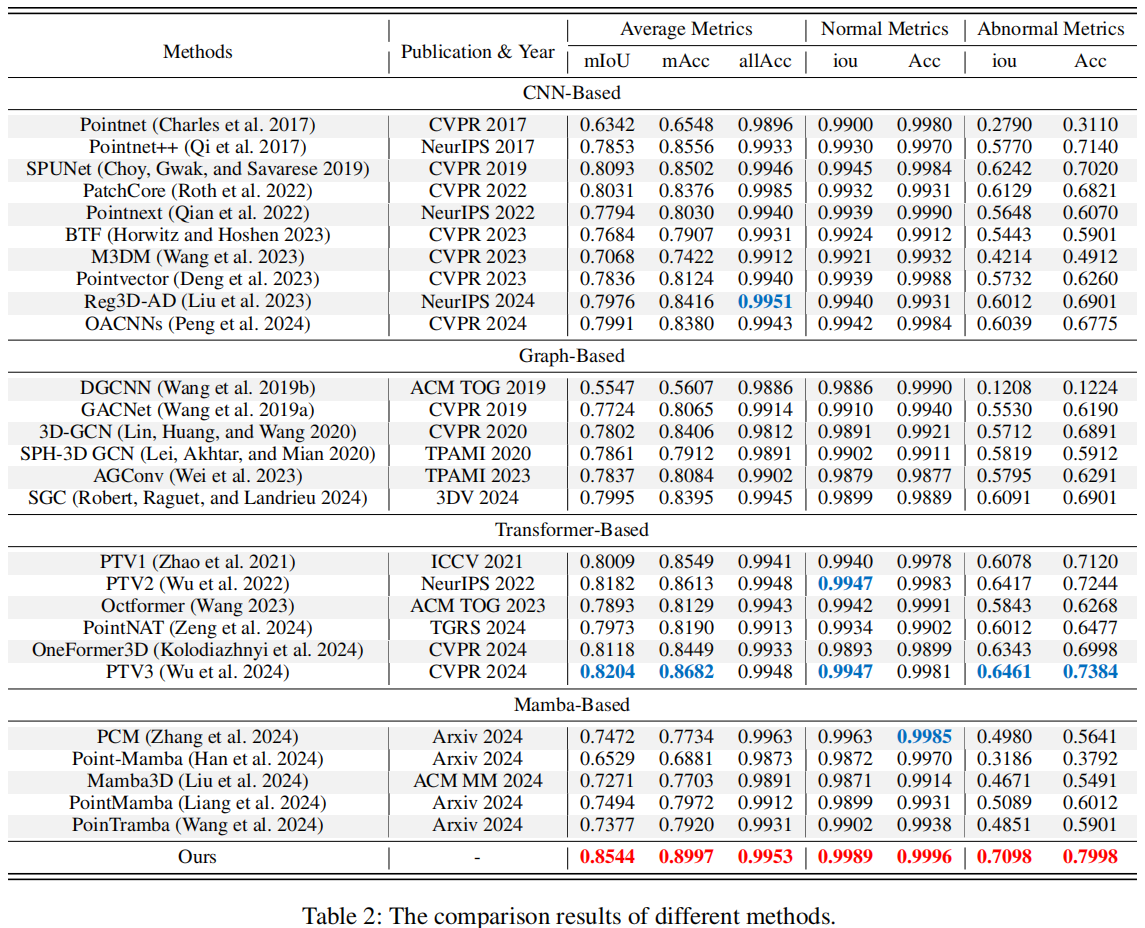 Methods Publication & Year Average Metrics Normal Metrics Abnormal Metrics
mIoU mAcc allAcc iou Acc iou Acc
CNN-Based
Pointnet (Charles et al. 2017) CVPR 2017 0.6342 0.6548 0.9896 0.9900 0.9980 0.2790 0.3110
Pointnet++ (Qi et al. 2017) NeurIPS 2017 0.7853 0.8556 0.9933 0.9930 0.9970 0.5770 0.7140
SPUNet (Choy, Gwak, and Savarese 2019) CVPR 2019 0.8093 0.8502 0.9946 0.9945 0.9984 0.6242 0.7020
PatchCore (Roth et al. 2022) CVPR 2022 0.8031 0.8376 0.9985 0.9932 0.9931 0.6129 0.6821
Pointnext (Qian et al. 2022) NeurIPS 2022 0.7794 0.8030 0.9940 0.9939 0.9990 0.5648 0.6070
BTF (Horwitz and Hoshen 2023) CVPR 2023 0.7684 0.7907 0.9931 0.9924 0.9912 0.5443 0.5901
M3DM (Wang et al. 2023) CVPR 2023 0.7068 0.7422 0.9912 0.9921 0.9932 0.4214 0.4912
Pointvector (Deng et al. 2023) CVPR 2023 0.7836 0.8124 0.9940 0.9939 0.9988 0.5732 0.6260
Reg3D-AD (Liu et al. 2023) NeurIPS 2024 0.7976 0.8416 0.9951 0.9940 0.9931 0.6012 0.6901
OACNNs (Peng et al. 2024) CVPR 2024 0.7991 0.8380 0.9943 0.9942 0.9984 0.6039 0.6775
Graph-Based
DGCNN (Wang et al. 2019b) ACM TOG 2019 0.5547 0.5607 0.9886 0.9886 0.9990 0.1208 0.1224
GACNet (Wang et al. 2019a) CVPR 2019 0.7724 0.8065 0.9914 0.9910 0.9940 0.5530 0.6190
3D-GCN (Lin, Huang, and Wang 2020) CVPR 2020 0.7802 0.8406 0.9812 0.9891 0.9921 0.5712 0.6891
SPH-3D GCN (Lei, Akhtar, and Mian 2020) TPAMI 2020 0.7861 0.7912 0.9891 0.9902 0.9911 0.5819 0.5912
AGConv (Wei et al. 2023) TPAMI 2023 0.7837 0.8084 0.9902 0.9879 0.9877 0.5795 0.6291
SGC (Robert, Raguet, and Landrieu 2024) 3DV 2024 0.7995 0.8395 0.9945 0.9899 0.9889 0.6091 0.6901
Transformer-Based
PTV1 (Zhao et al. 2021) ICCV 2021 0.8009 0.8549 0.9941 0.9940 0.9978 0.6078 0.7120
PTV2 (Wu et al. 2022) NeurIPS 2022 0.8182 0.8613 0.9948 0.9947 0.9983 0.6417 0.7244
Octformer (Wang 2023) ACM TOG 2023 0.7893 0.8129 0.9943 0.9942 0.9991 0.5843 0.6268
PointNAT (Zeng et al. 2024) TGRS 2024 0.7973 0.8190 0.9913 0.9934 0.9902 0.6012 0.6477
OneFormer3D (Kolodiazhnyi et al. 2024) CVPR 2024 0.8118 0.8449 0.9933 0.9893 0.9899 0.6343 0.6998
PTV3 (Wu et al. 2024) CVPR 2024 0.8204 0.8682 0.9948 0.9947 0.9981 0.6461 0.7384
Mamba-Based
PCM (Zhang et al. 2024) Arxiv 2024 0.7472 0.7734 0.9963 0.9963 0.9985 0.4980 0.5641
Point-Mamba (Han et al. 2024) Arxiv 2024 0.6529 0.6881 0.9873 0.9872 0.9970 0.3186 0.3792
Mamba3D (Liu et al. 2024) ACM MM 2024 0.7271 0.7703 0.9891 0.9871 0.9914 0.4671 0.5491
PointMamba (Liang et al. 2024) Arxiv 2024 0.7494 0.7972 0.9912 0.9899 0.9931 0.5089 0.6012
PoinTramba (Wang et al. 2024) Arxiv 2024 0.7377 0.7920 0.9931 0.9902 0.9938 0.4851 0.5901
Ours - 0.8544 0.8997 0.9953 0.9989 0.9996 0.7098 0.7998
Table 2: The comparison results of different methods.